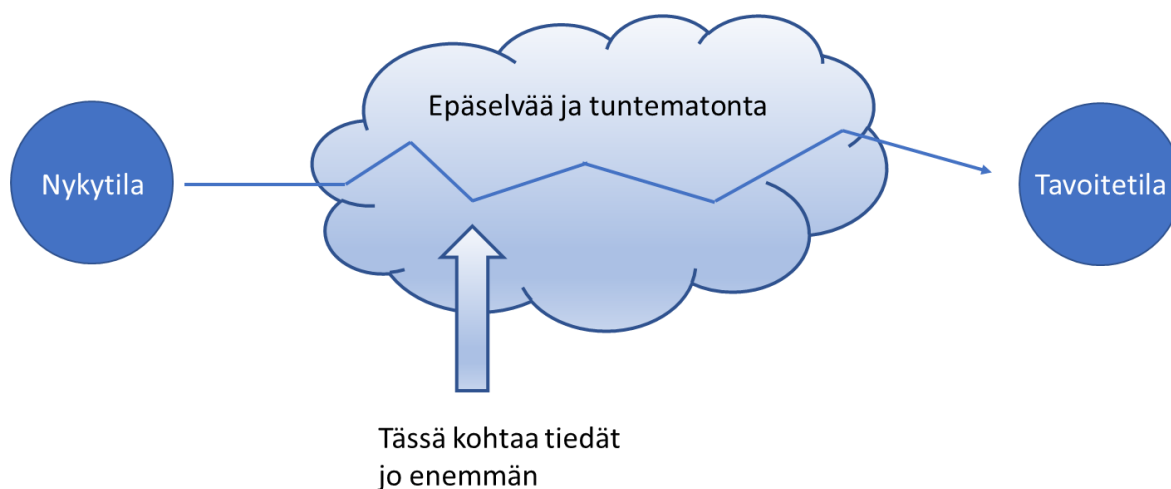 Epäselvää ja tuntematonta
Nykytila
Tavoitetila
Tässä kohtaa tiedät
jo enemmän